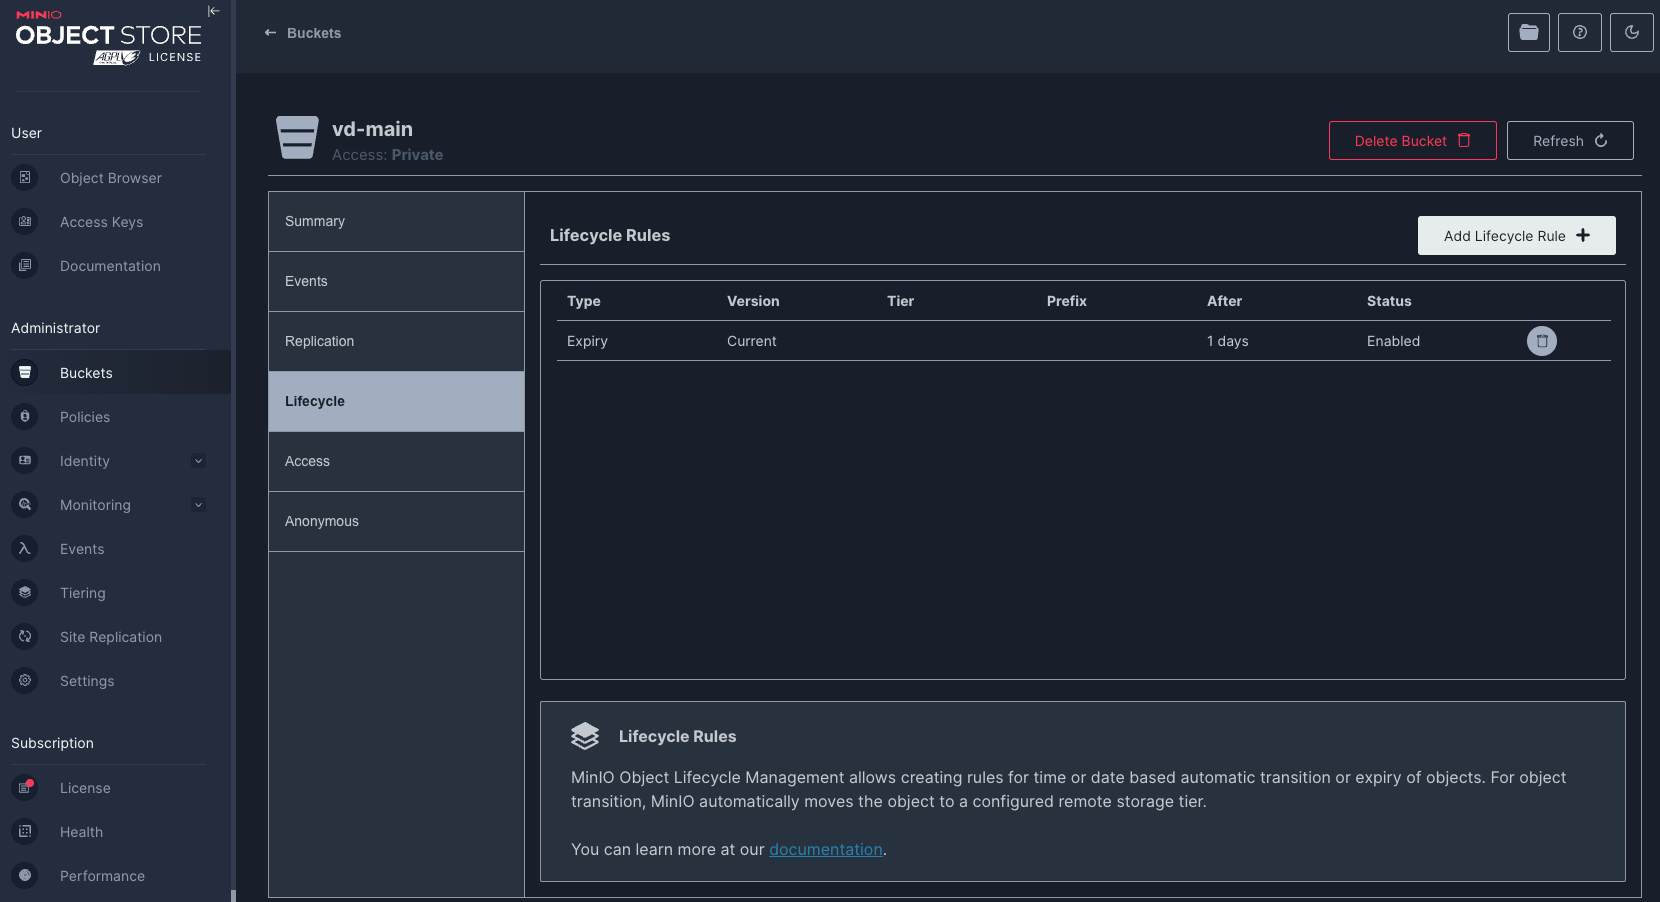 MINIO
OBJECT STORE
AGPLv3 LICENSE
User
Object Browser
Access Keys
Documentation
Administrator
Buckets
Policies
Identity
Monitoring
Events
Tiering
Site Replication
Settings
Subscription
License
Health
Performance
Buckets
vd-main
Access: Private
Delete Bucket
Refresh
Summary
Events
Replication
Lifecycle
Access
Anonymous
Lifecycle Rules
Add Lifecycle Rule
Type Version Tier Prefix After Status
Expiry Current 1 days Enabled
Lifecycle Rules
MinIO Object Lifecycle Management allows creating rules for time or date based automatic transition or expiry of objects. For object
transition, MinIO automatically moves the object to a configured remote storage tier.
You can learn more at our documentation.